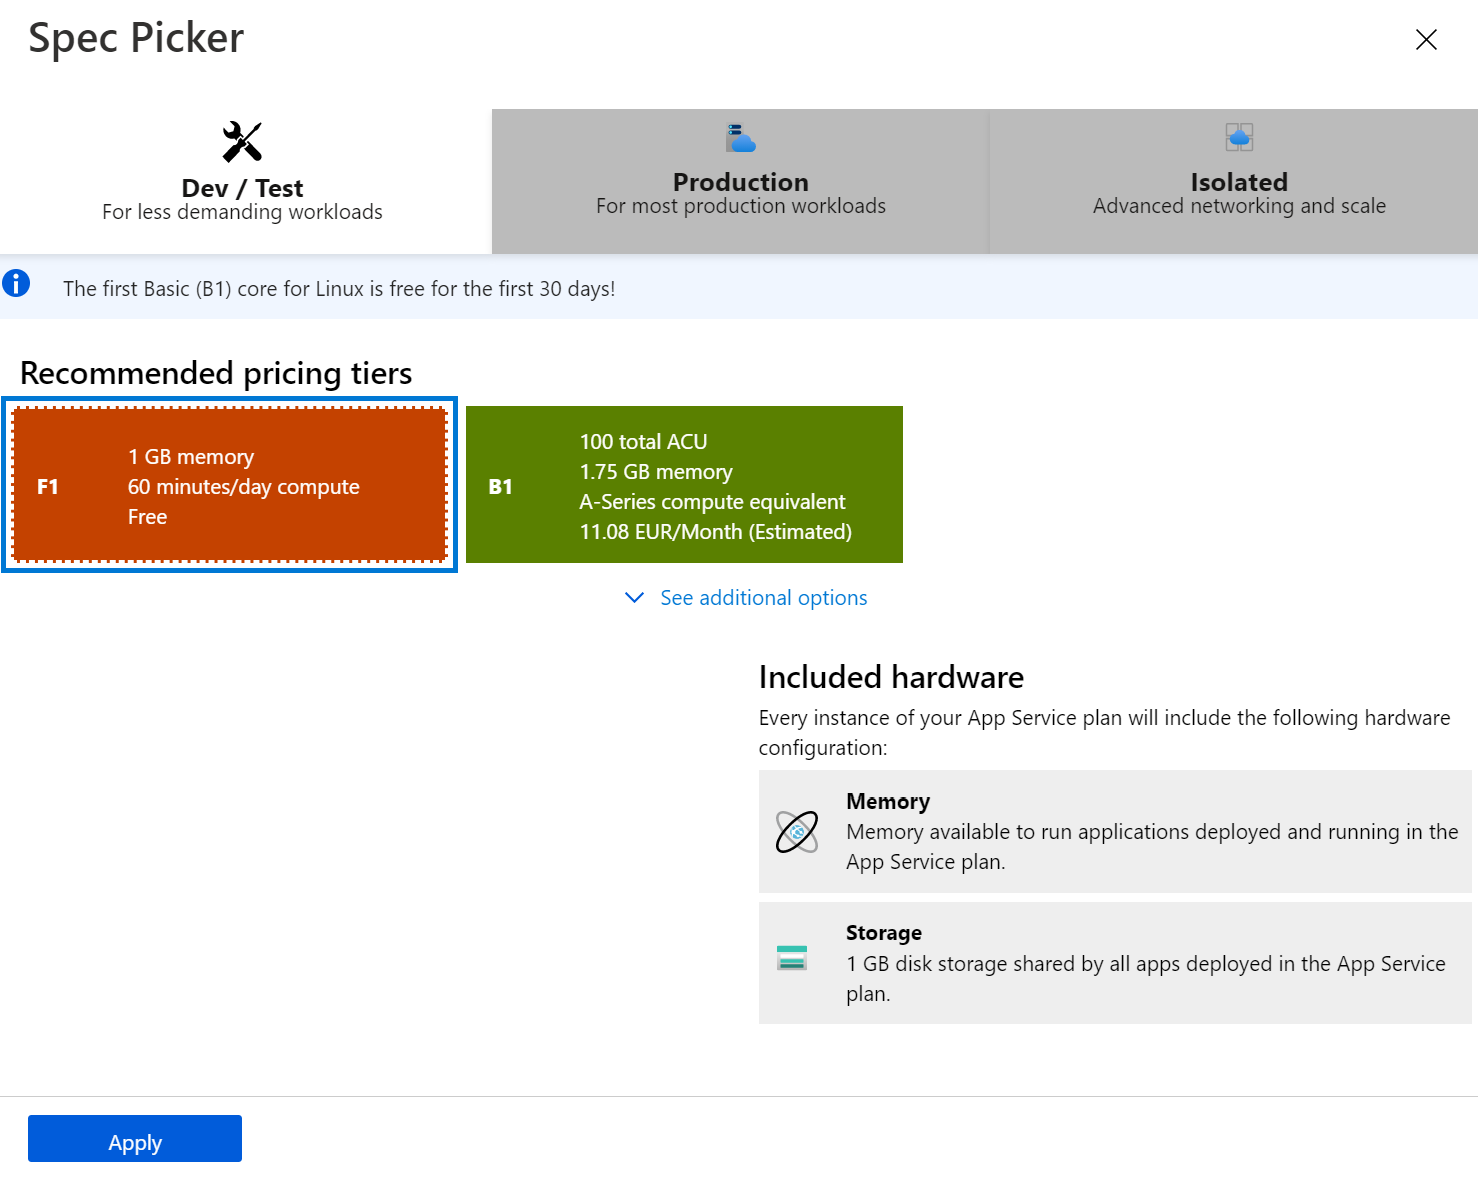 Spec Picker
Dev / Test
For less demanding workloads
Production
For most production workloads
Isolated
Advanced networking and scale
The first Basic (B1) core for Linux is free for the first 30 days!
Recommended pricing tiers
F1
1 GB memory
60 minutes/day compute
Free
B1
100 total ACU
1.75 GB memory
A-Series compute equivalent
11.08 EUR/Month (Estimated)
See additional options
Included hardware
Every instance of your App Service plan will include the following hardware
configuration:
Memory
Memory available to run applications deployed and running in the
App Service plan.
Storage
1 GB disk storage shared by all apps deployed in the App Service
plan.
Apply